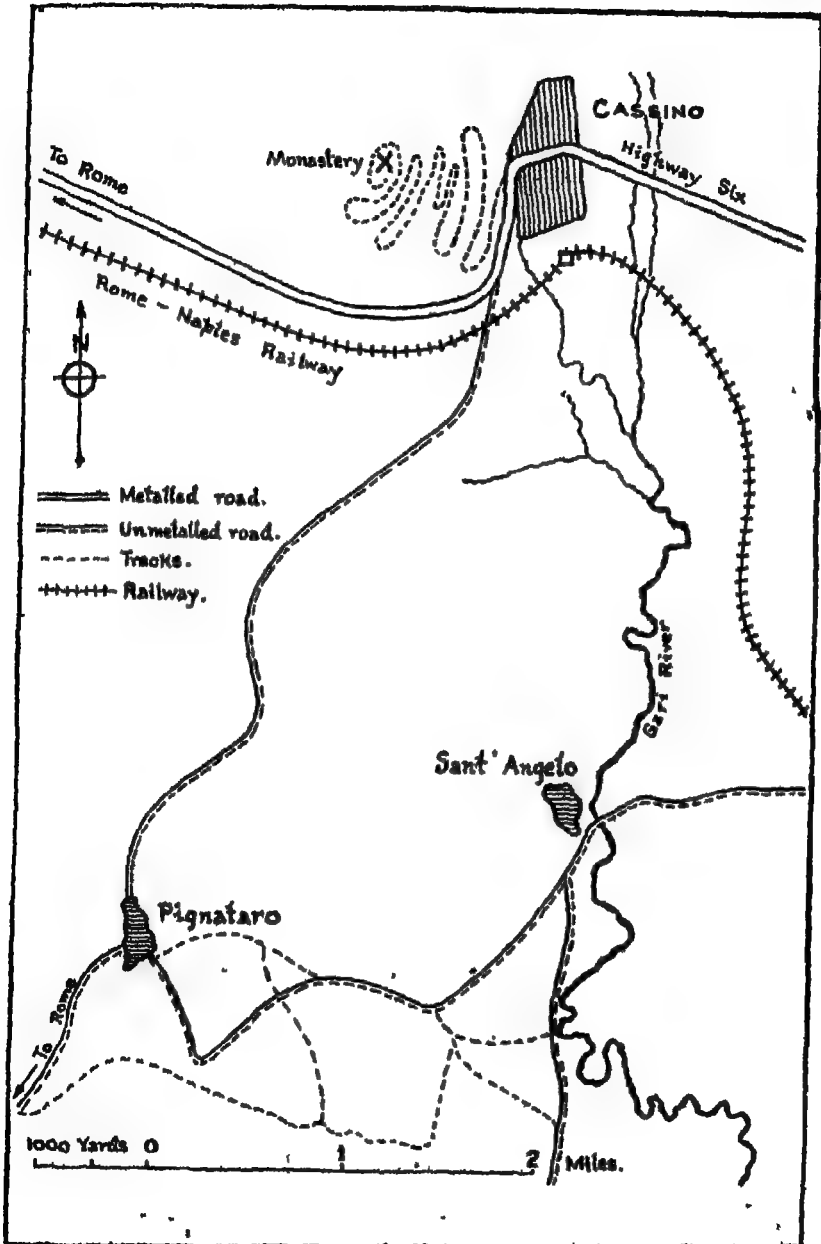 CASSINO
Monastery
Highway Six
To Rome
Rome - Naples Railway
N
Metalled road.
Unmetalled road.
Tracks.
Railway.
Gari River
Sant' Angelo
Pignataro
To Rome
1000 Yards 0 1 2 Miles.